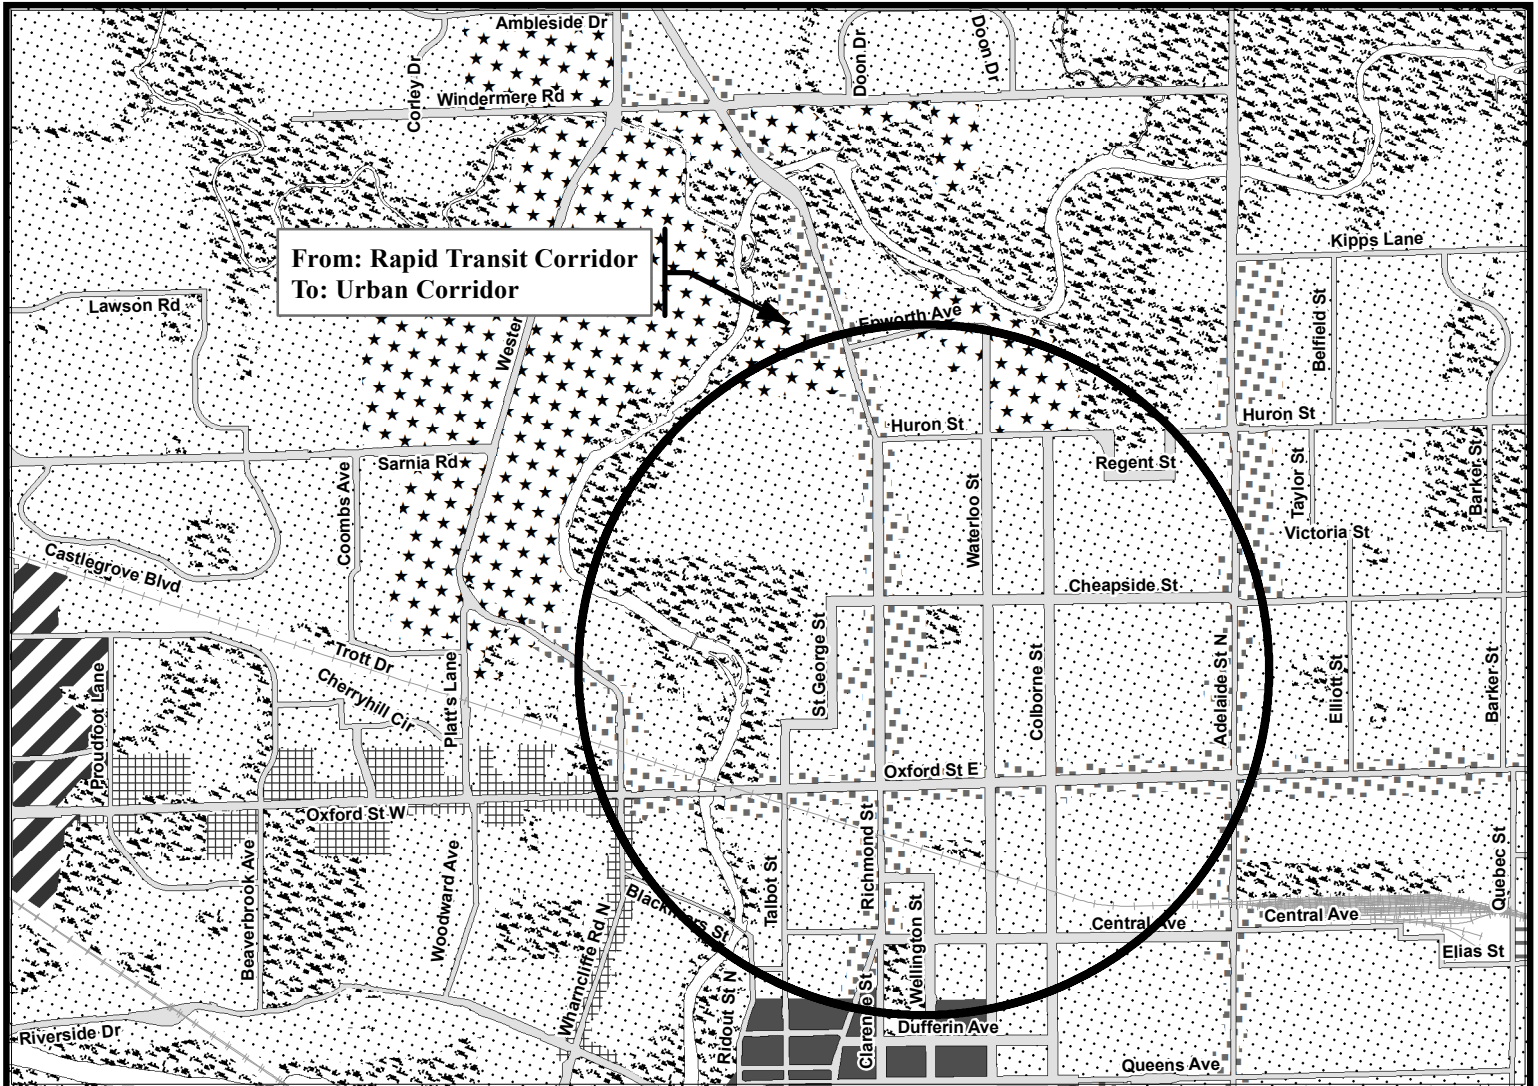 Ambleside Dr
Doon Dr
Doon Dr
Corley Dr
Windermere Rd
Kipps Lane
From: Rapid Transit Corridor
To: Urban Corridor
Lawson Rd
Wester
Epworth Ave
Belfield St
Huron St
Huron St
Sarnia Rd
Regent St
Coombs Ave
Waterloo St
Taylor St
Barker St
Victoria St
Castlegrove Blvd
Cheapside St
St George St
Trott Dr
Proudfoot Lane
Cherryhill Cir
Platt's Lane
Colborne St
Adelaide St N
Elliott St
Barker St
Oxford St E
Oxford St W
Beaverbrook Ave
Woodward Ave
Wharncliffe Rd N
Blackfriars St
Talbot St
Richmond St
Wellington St
Central Ave
Central Ave
Quebec St
Elias St
Ridout St N
Clarence St
Dufferin Ave
Riverside Dr
Queens Ave